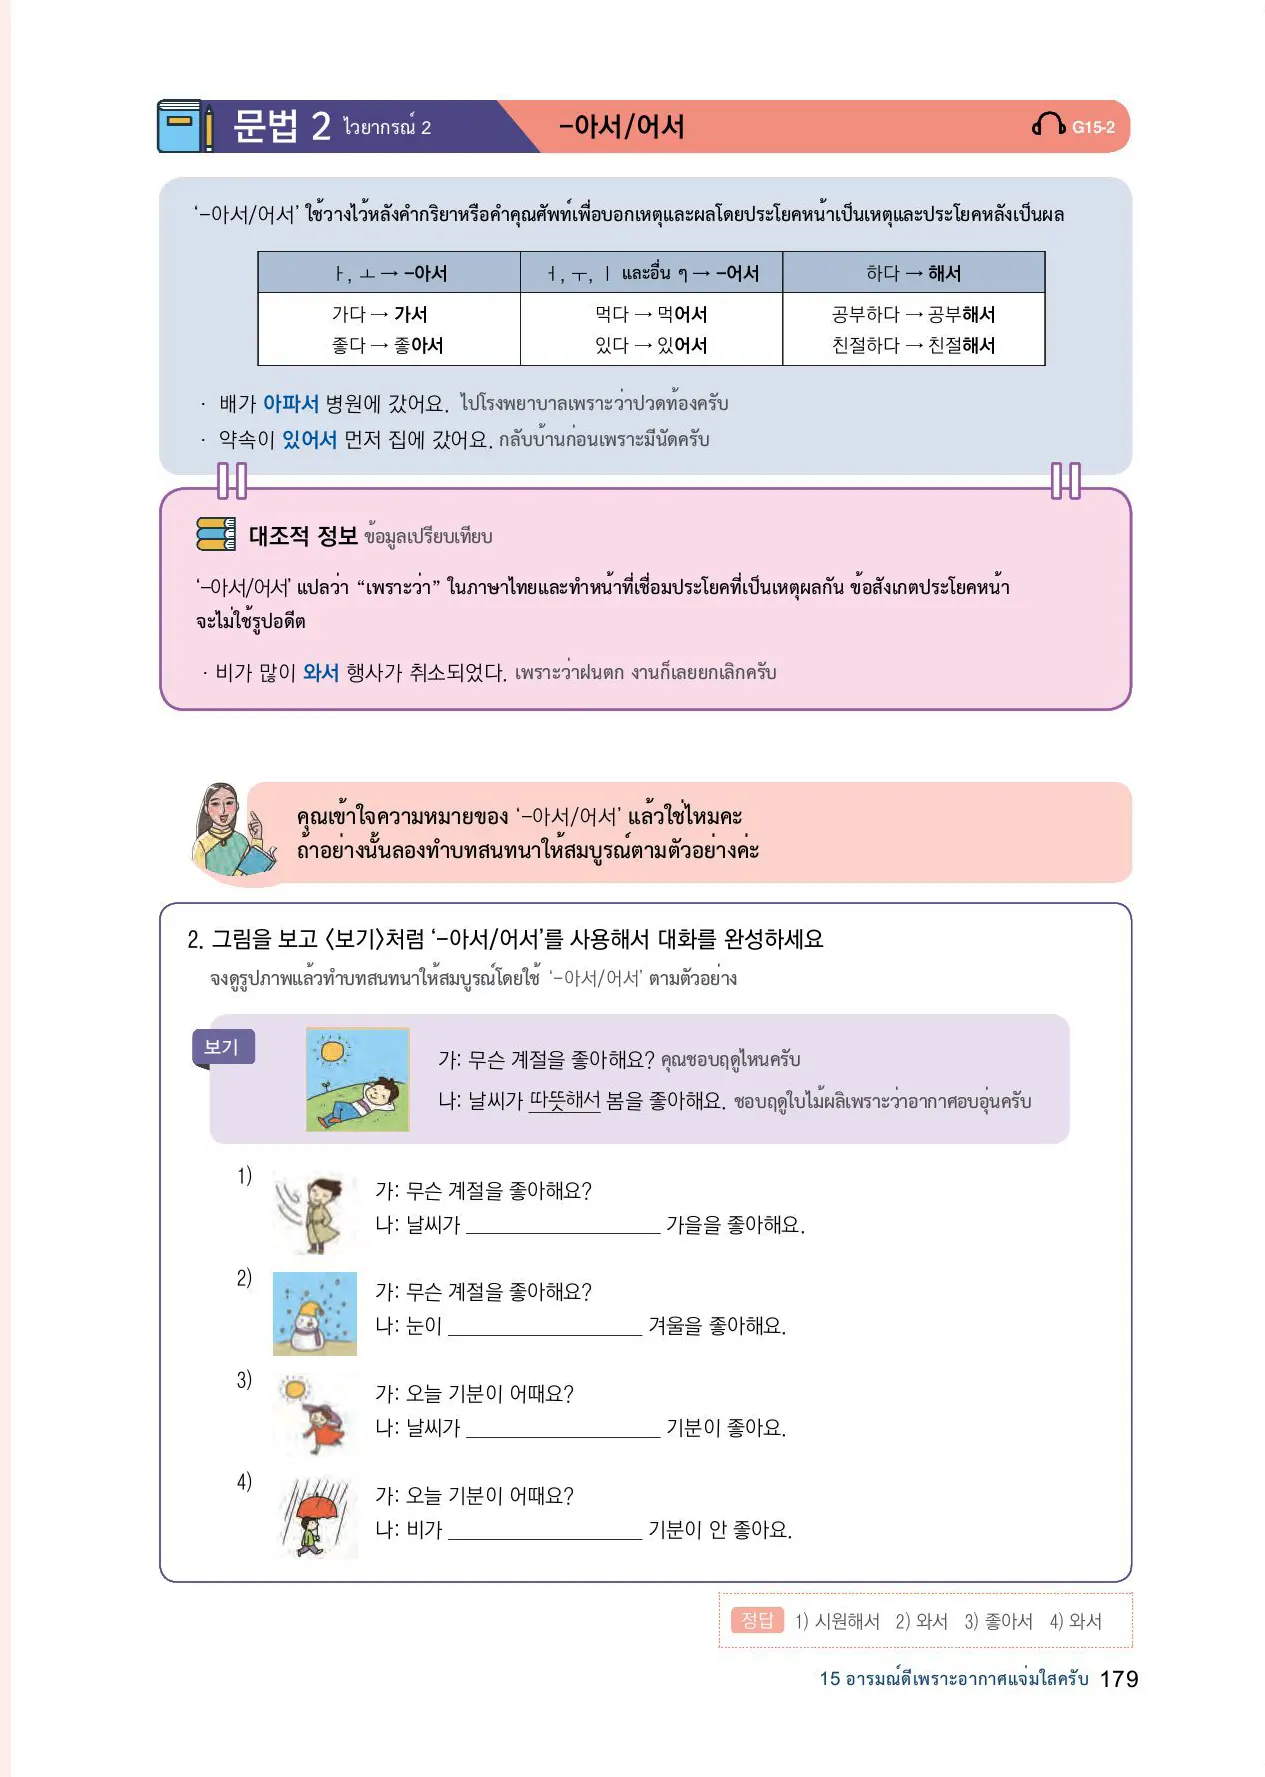 문법 2 ไวยากรณ์ 2
-아서/어서
G15-2
‘-아서/어서’ ใช้วางไว้หลังคำกริยาหรือคำคุณศัพท์เพื่อบอกเหตุและผลโดยประโยคหน้าเป็นเหตุและประโยคหลังเป็นผล
ㅏ, ㅗ → -아서
ㅓ, ㅜ, ㅣ และอื่น ๆ → -어서
하다 → 해서
가다 → 가서
먹다 → 먹어서
공부하다 → 공부해서
좋다 → 좋아서
있다 → 있어서
친절하다 → 친절해서
· 배가 아파서 병원에 갔어요. ไปโรงพยาบาลเพราะว่าปวดท้องครับ
· 약속이 있어서 먼저 집에 갔어요. กลับบ้านก่อนเพราะมีนัดครับ
대조적 정보 ข้อมูลเปรียบเทียบ
‘-아서/어서’ แปลว่า “เพราะว่า” ในภาษาไทยและทำหน้าที่เชื่อมประโยคที่เป็นเหตุผลกัน ข้อสังเกตประโยคหน้า
จะไม่ใช้รูปอดีต
· 비가 많이 와서 행사가 취소되었다. เพราะว่าฝนตก งานก็เลยยกเลิกครับ
คุณเข้าใจความหมายของ ‘-아서/어서’ แล้วใช่ไหมคะ
ถ้าอย่างนั้นลองทำบทสนทนาให้สมบูรณ์ตามตัวอย่างค่ะ
2. 그림을 보고 〈보기〉처럼 ‘-아서/어서’를 사용해서 대화를 완성하세요
จงดูรูปภาพแล้วทำบทสนทนาให้สมบูรณ์โดยใช้ ‘-아서/어서’ ตามตัวอย่าง
보기
가: 무슨 계절을 좋아해요? คุณชอบฤดูไหนครับ
나: 날씨가 따뜻해서 봄을 좋아해요. ชอบฤดูใบไม้ผลิเพราะว่าอากาศอบอุ่นครับ
1)
가: 무슨 계절을 좋아해요?
나: 날씨가 ____________________ 가을을 좋아해요.
2)
가: 무슨 계절을 좋아해요?
나: 눈이 ____________________ 겨울을 좋아해요.
3)
가: 오늘 기분이 어때요?
나: 날씨가 ____________________ 기분이 좋아요.
4)
가: 오늘 기분이 어때요?
나: 비가 ____________________ 기분이 안 좋아요.
정답 1) 시원해서 2) 와서 3) 좋아서 4) 와서
15 อารมณ์ดีเพราะอากาศแจ่มใสครับ 179